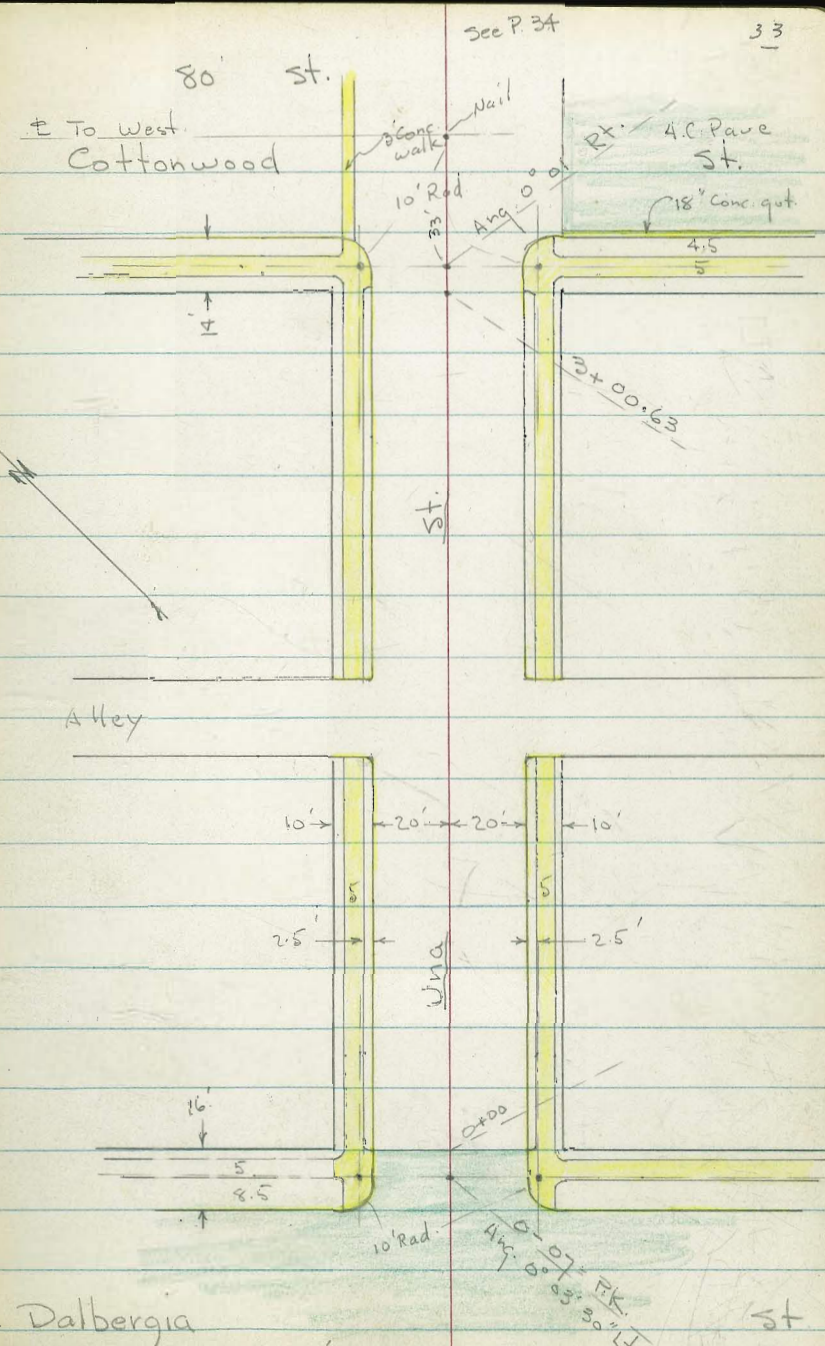 See P. 34
33
80' St.
Nail
℄ To West
Cottonwood
3' Conc.
walk
10' Rad
33'
Ang. 0° 01' Rt.
A.C. Pave
St.
18" Conc. gut.
4.5
5
14'
3+00.63
N
St.
Alley
10' 20' 20' 10'
5 5
2.5' 2.5'
Una
16'
0+00
5
8.5
10' Rad.
0-07 P.K.
Ang. 0° 03' 30" Lt
Dalbergia St